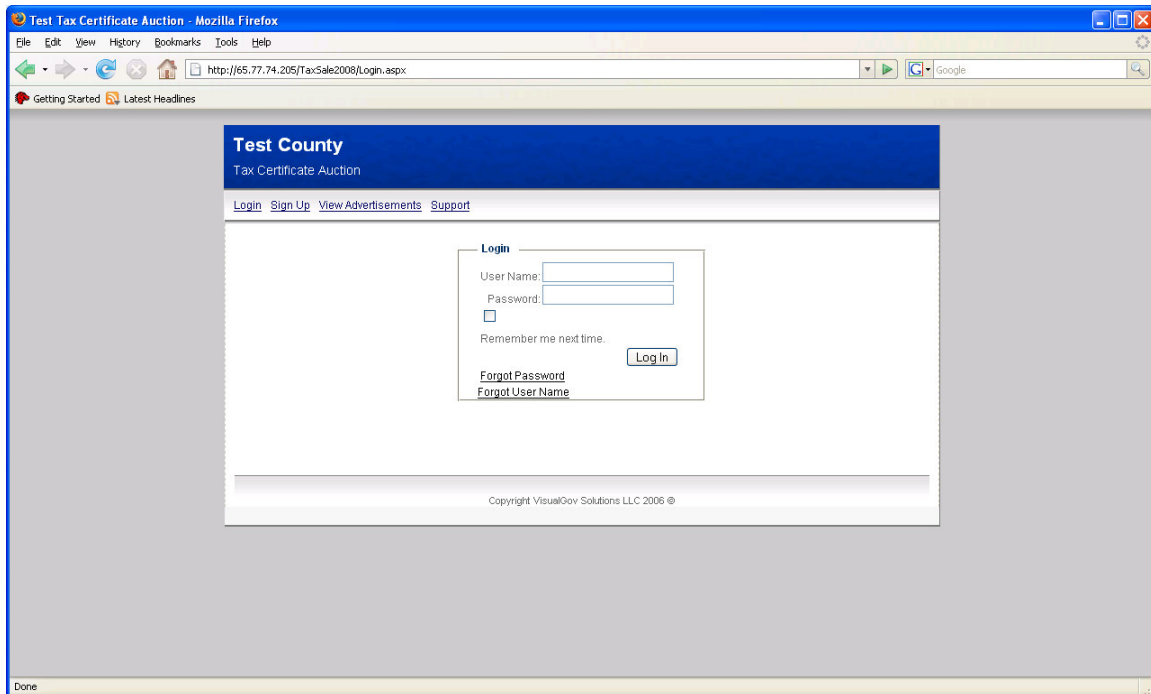 Test Tax Certificate Auction - Mozilla Firefox
File Edit View History Bookmarks Tools Help
http://65.77.74.205/TaxSale2008/Login.aspx
G Google
Getting Started Latest Headlines
Test County
Tax Certificate Auction
Login Sign Up View Advertisements Support
Login
User Name:
Password:
Remember me next time.
Log In
Forgot Password
Forgot User Name
Copyright VisualGov Solutions LLC 2006 ©
Done